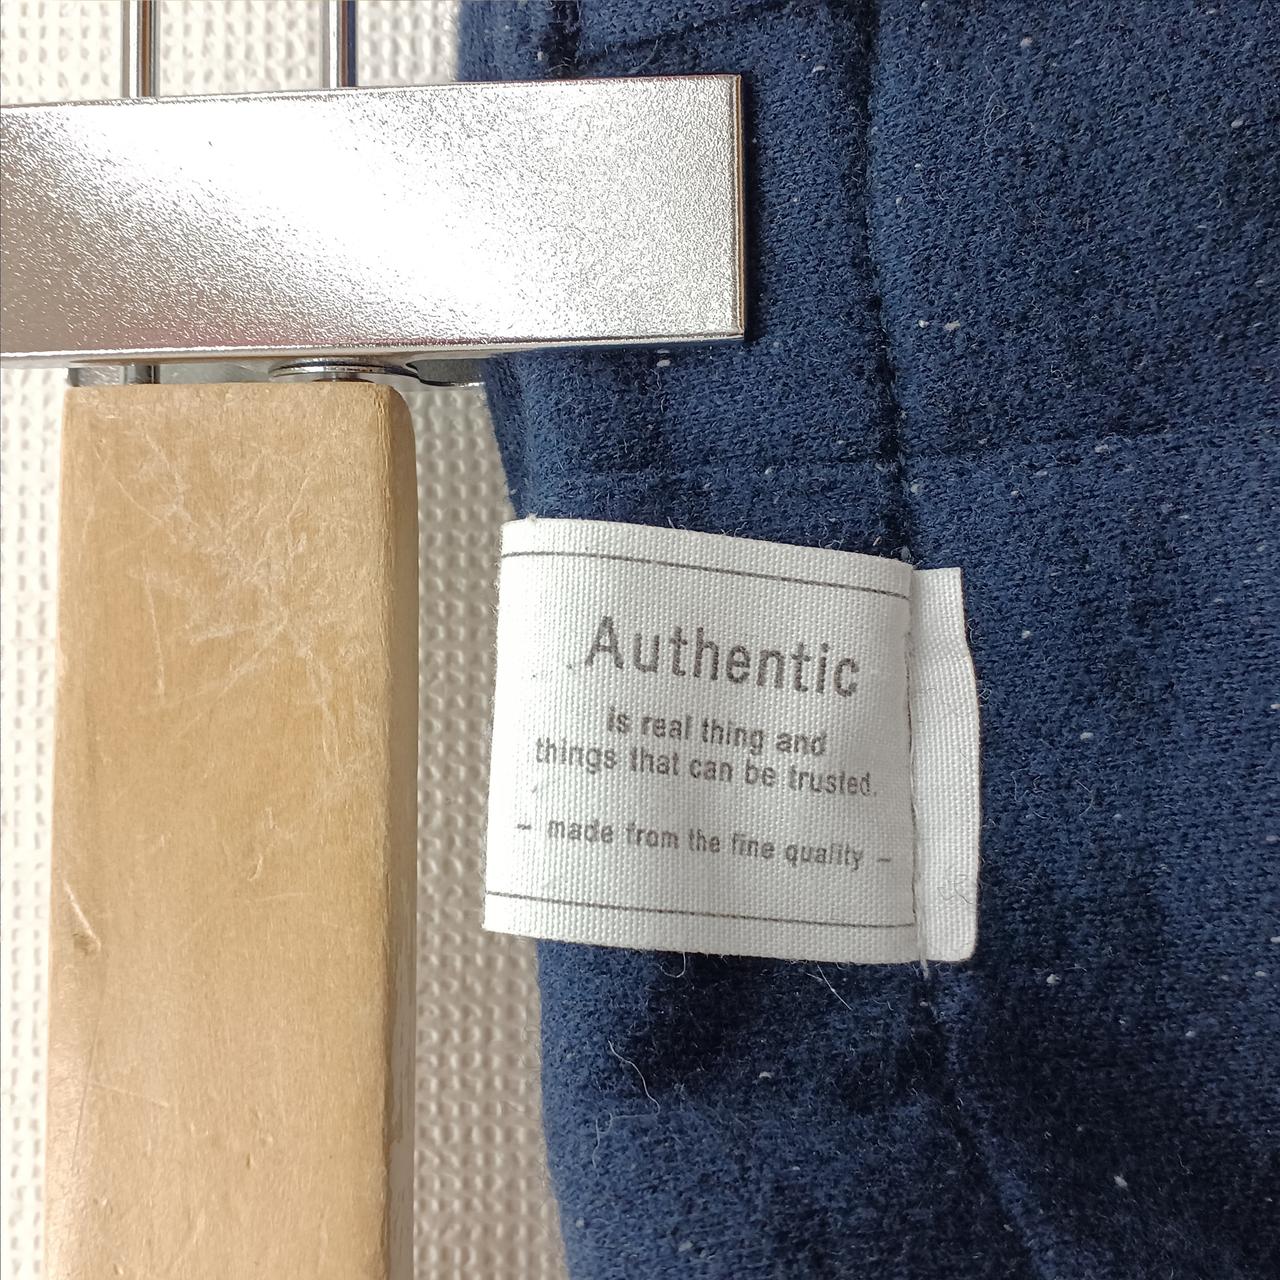 Authentic
is real thing and
things that can be trusted.
– made from the fine quality –